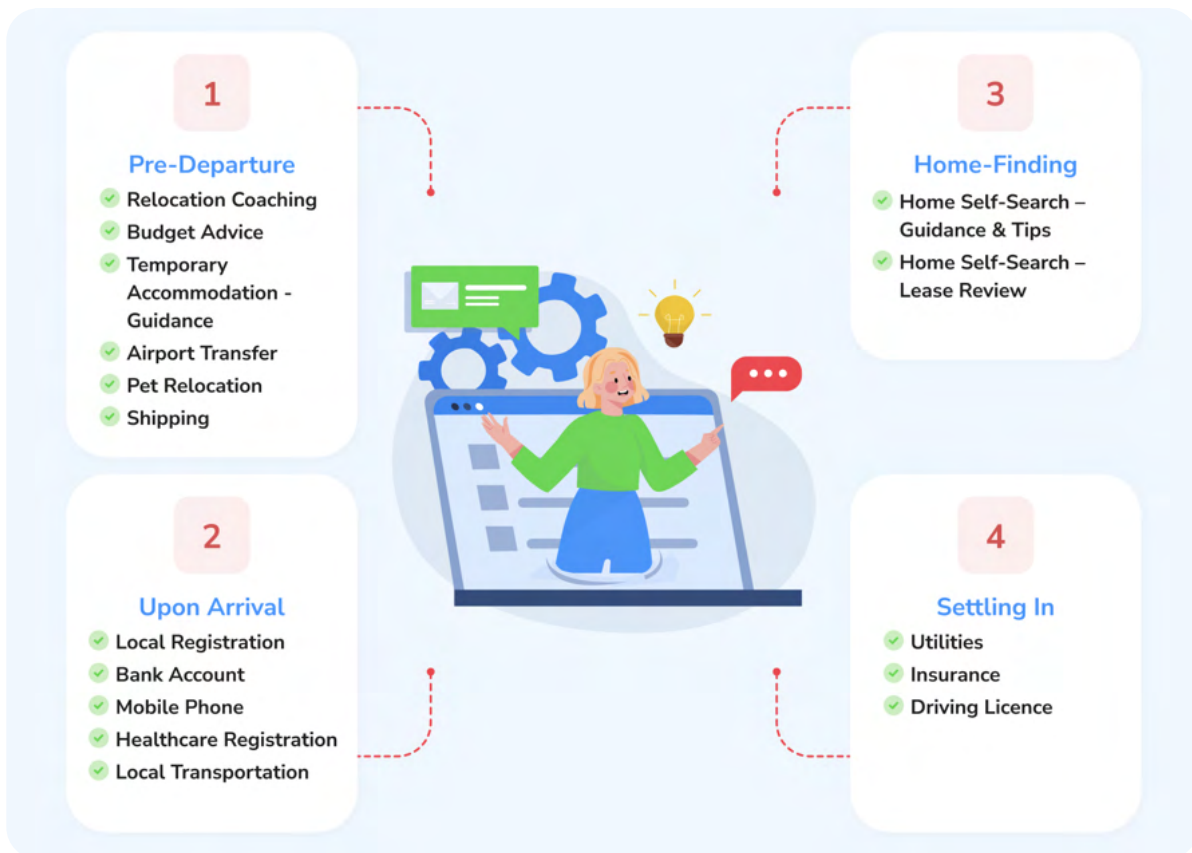 1
Pre-Departure
Relocation Coaching
Budget Advice
Temporary
Accommodation -
Guidance
Airport Transfer
Pet Relocation
Shipping
2
Upon Arrival
Local Registration
Bank Account
Mobile Phone
Healthcare Registration
Local Transportation
3
Home-Finding
Home Self-Search –
Guidance & Tips
Home Self-Search –
Lease Review
4
Settling In
Utilities
Insurance
Driving Licence